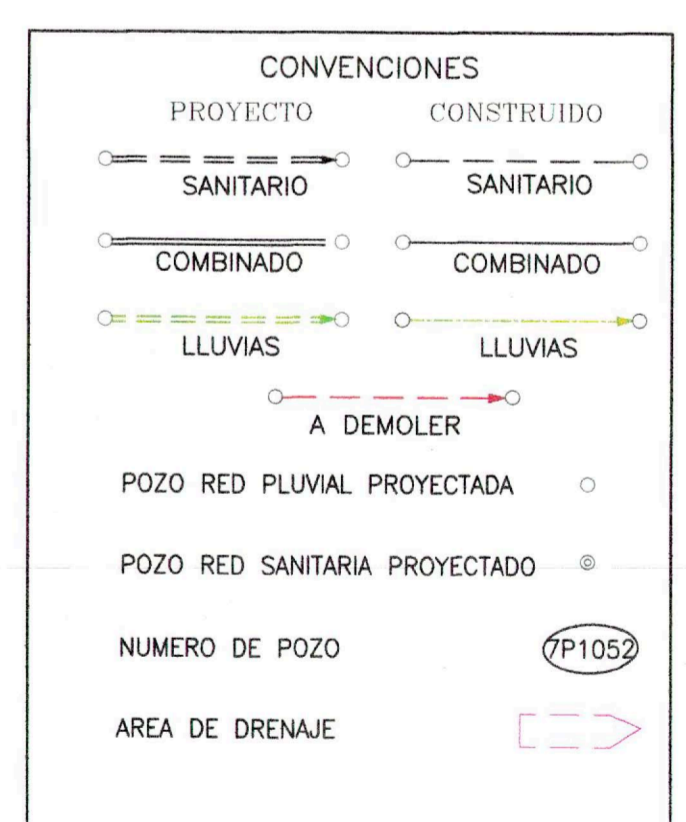 CONVENCIONES
PROYECTO CONSTRUIDO
SANITARIO SANITARIO
COMBINADO COMBINADO
LLUVIAS LLUVIAS
A DEMOLER
POZO RED PLUVIAL PROYECTADA
POZO RED SANITARIA PROYECTADO
NUMERO DE POZO 7P1052
AREA DE DRENAJE